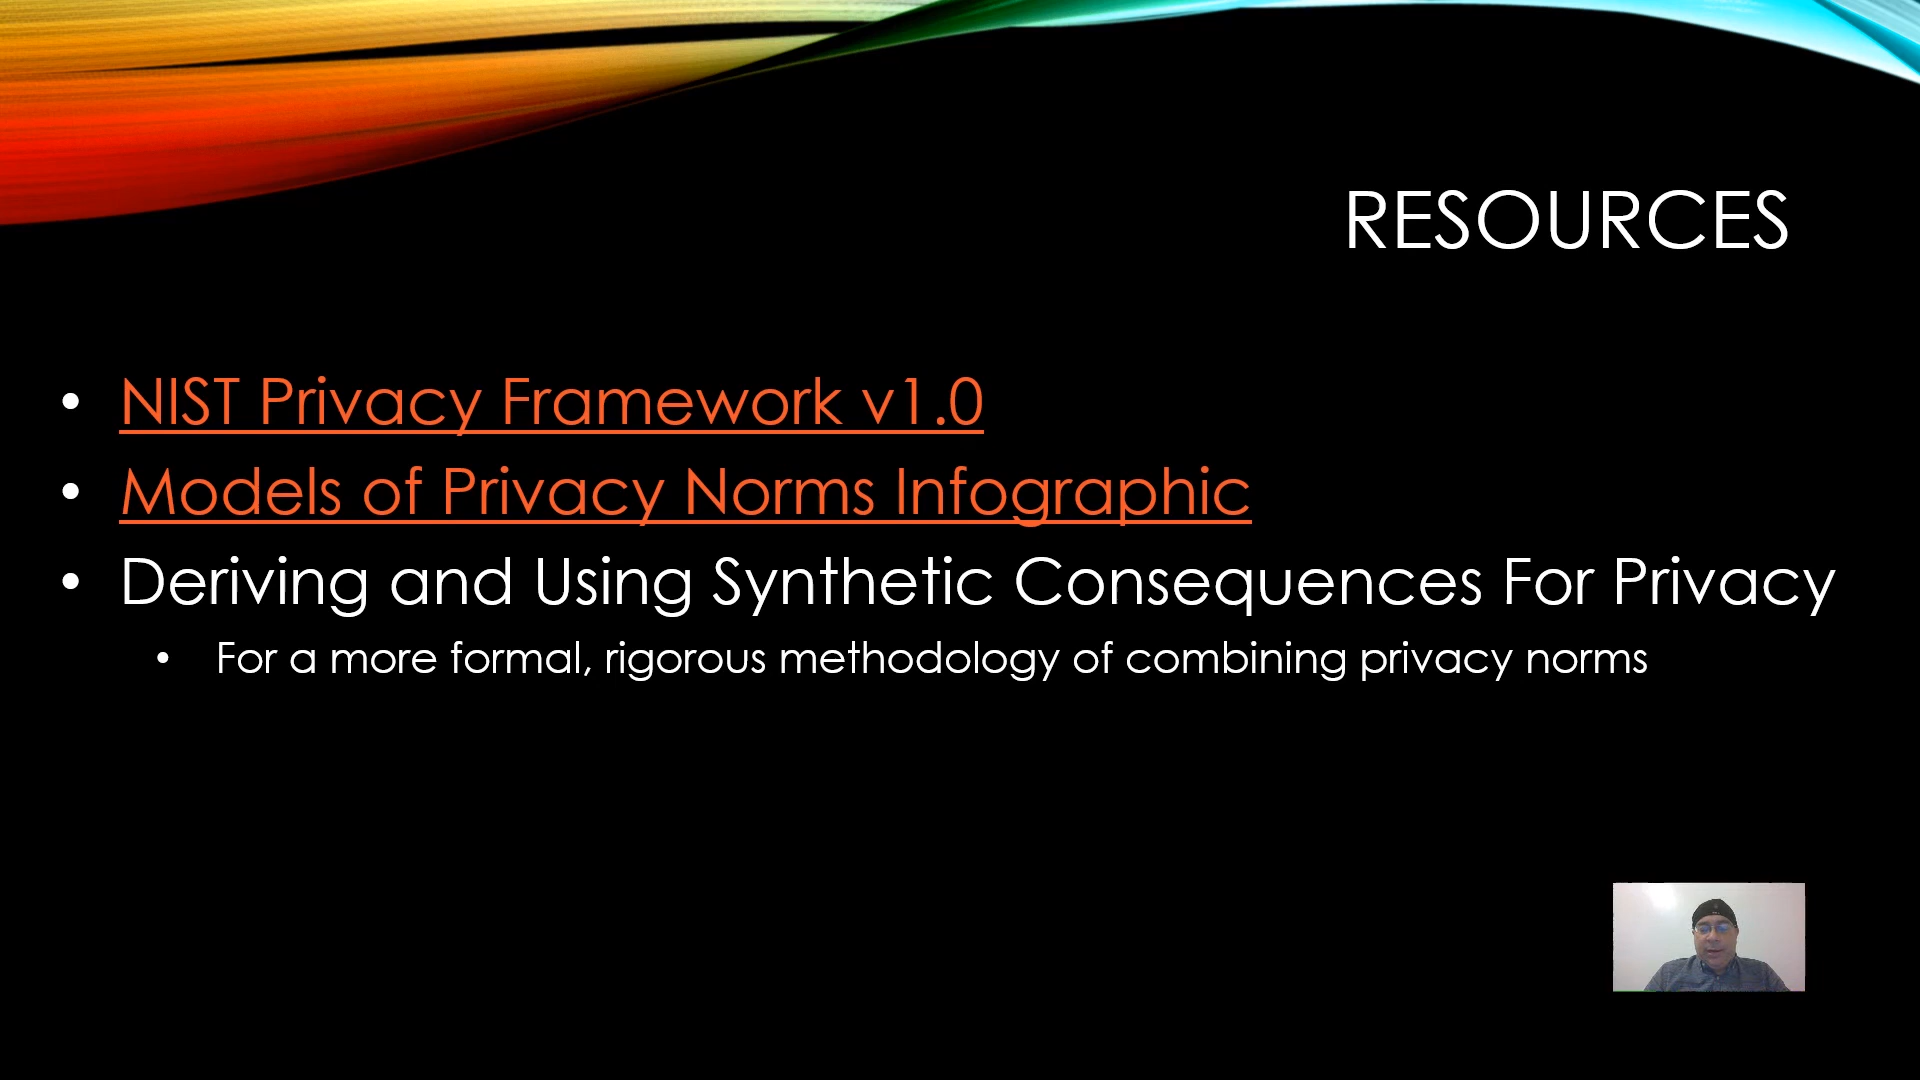 RESOURCES
• NIST Privacy Framework v1.0
• Models of Privacy Norms Infographic
• Deriving and Using Synthetic Consequences For Privacy
• For a more formal, rigorous methodology of combining privacy norms